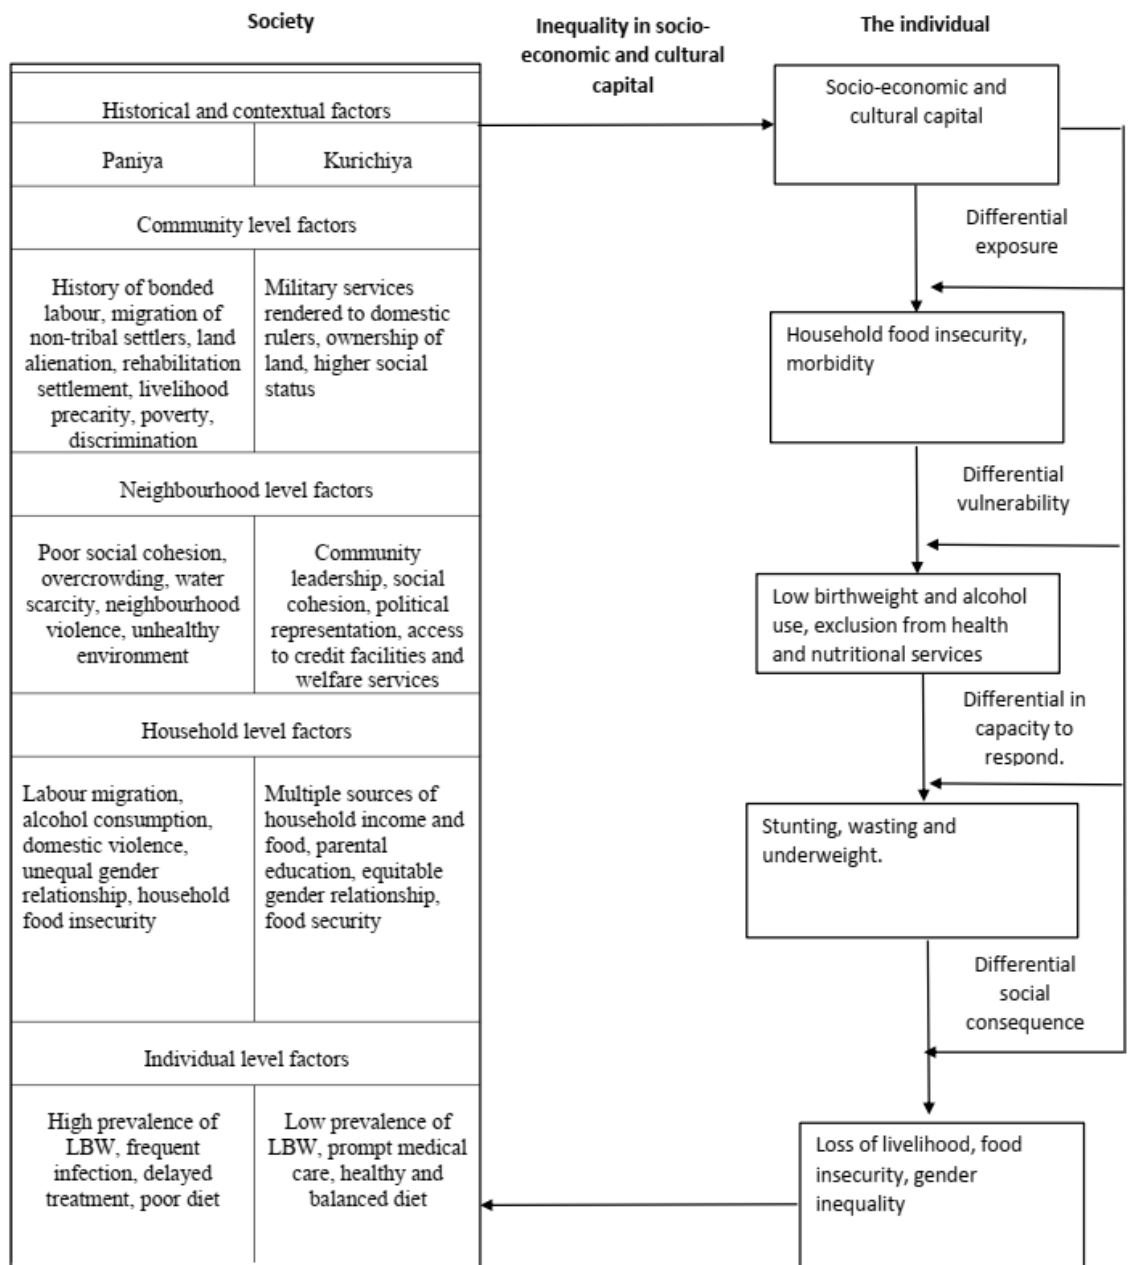 Society
Inequality in socio-
economic and cultural
capital
The individual
Historical and contextual factors
Paniya
Kurichiya
Community level factors
History of bonded
labour, migration of
non-tribal settlers, land
alienation, rehabilitation
settlement, livelihood
precarity, poverty,
discrimination
Military services
rendered to domestic
rulers, ownership of
land, higher social
status
Neighbourhood level factors
Poor social cohesion,
overcrowding, water
scarcity, neighbourhood
violence, unhealthy
environment
Community
leadership, social
cohesion, political
representation, access
to credit facilities and
welfare services
Household level factors
Labour migration,
alcohol consumption,
domestic violence,
unequal gender
relationship, household
food insecurity
Multiple sources of
household income and
food, parental
education, equitable
gender relationship,
food security
Individual level factors
High prevalence of
LBW, frequent
infection, delayed
treatment, poor diet
Low prevalence of
LBW, prompt medical
care, healthy and
balanced diet
Socio-economic and
cultural capital
Differential
exposure
Household food insecurity,
morbidity
Differential
vulnerability
Low birthweight and alcohol
use, exclusion from health
and nutritional services
Differential in
capacity to
respond.
Stunting, wasting and
underweight.
Differential
social
consequence
Loss of livelihood, food
insecurity, gender
inequality